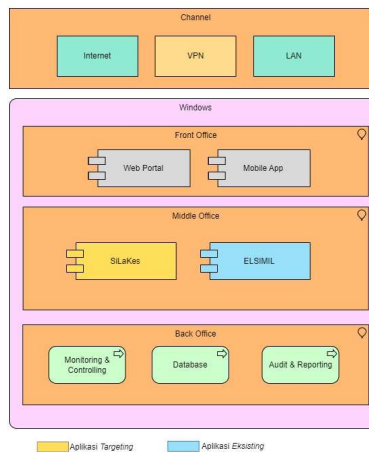 Channel
Internet
VPN
LAN
Windows
Front Office
Web Portal
Mobile App
Middle Office
SiLaKes
ELSIMIL
Back Office
Monitoring &
Controlling
Database
Audit & Reporting
Aplikasi Targeting
Aplikasi Eksisting